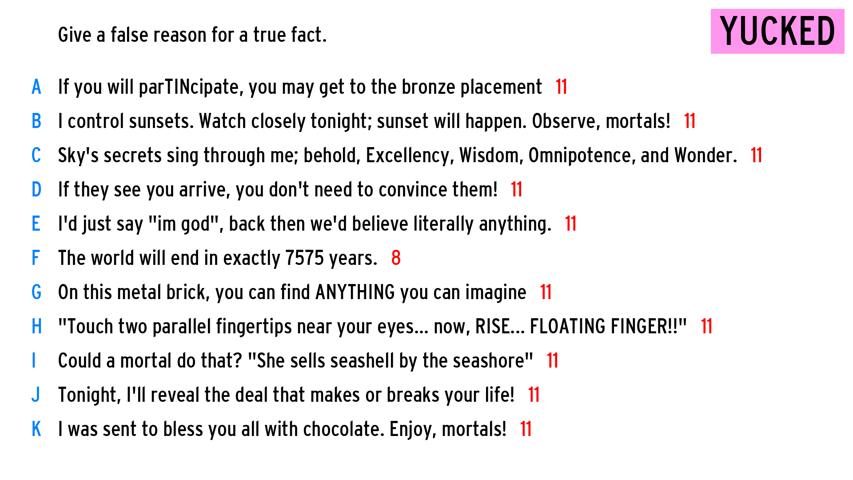 Give a false reason for a true fact.
YUCKED
A If you will parTINcipate, you may get to the bronze placement 11
B I control sunsets. Watch closely tonight; sunset will happen. Observe, mortals! 11
C Sky's secrets sing through me; behold, Excellency, Wisdom, Omnipotence, and Wonder. 11
D If they see you arrive, you don't need to convince them! 11
E I'd just say "im god", back then we'd believe literally anything. 11
F The world will end in exactly 7575 years. 8
G On this metal brick, you can find ANYTHING you can imagine 11
H "Touch two parallel fingertips near your eyes... now, RISE... FLOATING FINGER!!" 11
I Could a mortal do that? "She sells seashell by the seashore" 11
J Tonight, I'll reveal the deal that makes or breaks your life! 11
K I was sent to bless you all with chocolate. Enjoy, mortals! 11